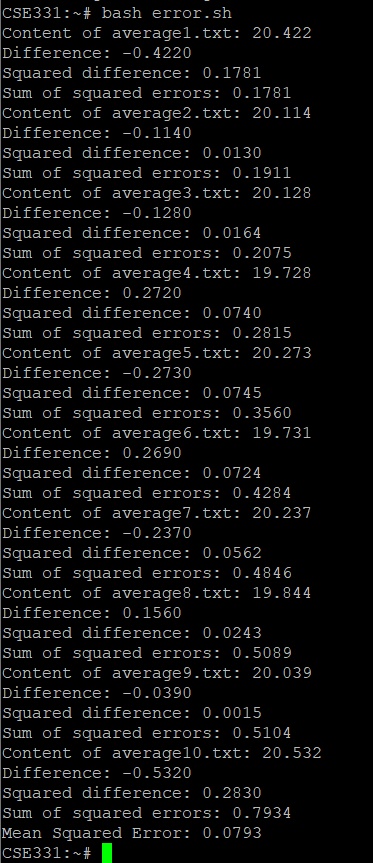 CSE331:~# bash error.sh
Content of average1.txt: 20.422
Difference: -0.4220
Squared difference: 0.1781
Sum of squared errors: 0.1781
Content of average2.txt: 20.114
Difference: -0.1140
Squared difference: 0.0130
Sum of squared errors: 0.1911
Content of average3.txt: 20.128
Difference: -0.1280
Squared difference: 0.0164
Sum of squared errors: 0.2075
Content of average4.txt: 19.728
Difference: 0.2720
Squared difference: 0.0740
Sum of squared errors: 0.2815
Content of average5.txt: 20.273
Difference: -0.2730
Squared difference: 0.0745
Sum of squared errors: 0.3560
Content of average6.txt: 19.731
Difference: 0.2690
Squared difference: 0.0724
Sum of squared errors: 0.4284
Content of average7.txt: 20.237
Difference: -0.2370
Squared difference: 0.0562
Sum of squared errors: 0.4846
Content of average8.txt: 19.844
Difference: 0.1560
Squared difference: 0.0243
Sum of squared errors: 0.5089
Content of average9.txt: 20.039
Difference: -0.0390
Squared difference: 0.0015
Sum of squared errors: 0.5104
Content of average10.txt: 20.532
Difference: -0.5320
Squared difference: 0.2830
Sum of squared errors: 0.7934
Mean Squared Error: 0.0793
CSE331:~#